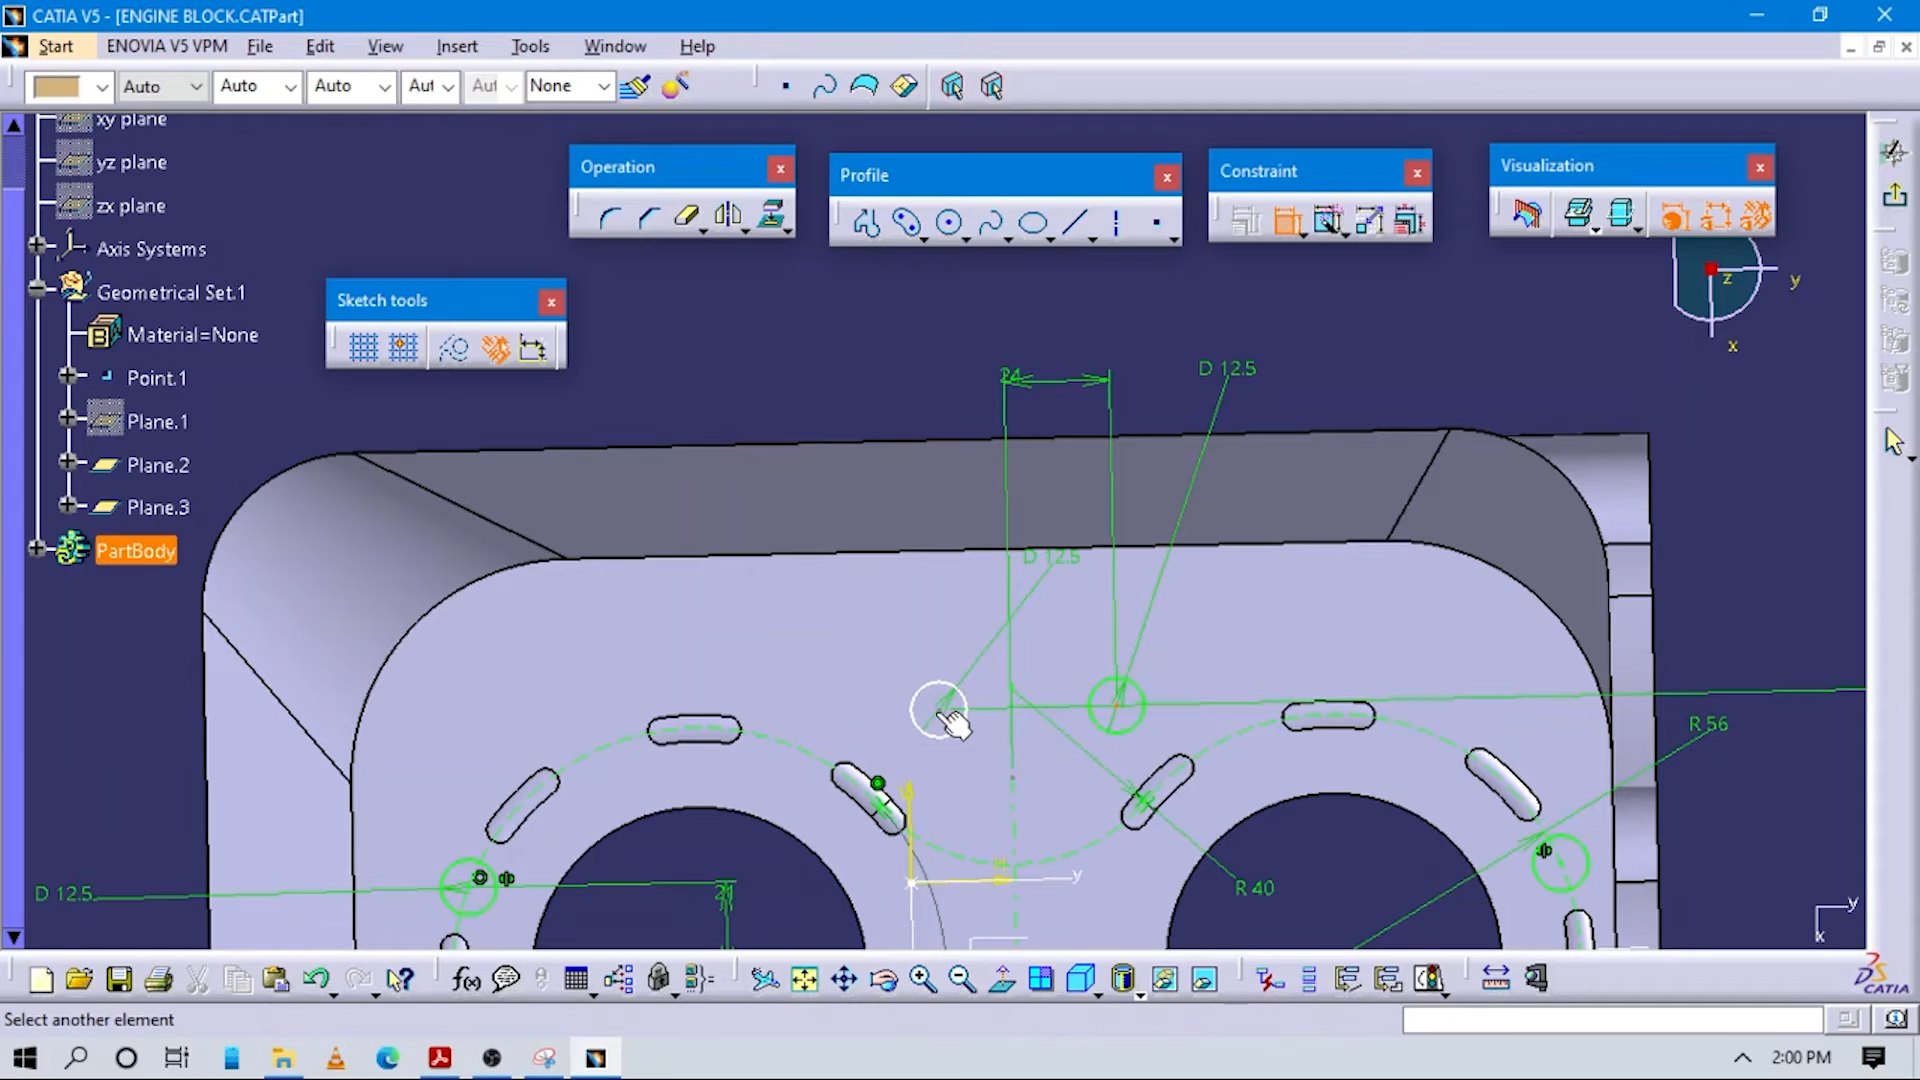 CATIA V5 - [ENGINE BLOCK.CATPart]
Start ENOVIA V5 VPM File Edit View Insert Tools Window Help
Auto Auto Auto Aut Aut None
xy plane
yz plane
zx plane
Axis Systems
Geometrical Set.1
Material=None
Point.1
Plane.1
Plane.2
Plane.3
PartBody
Operation
Profile
Constraint
Visualization
Sketch tools
z
y
x
24
D 12.5
D 12.5
R 56
R 40
D 12.5
21
y
y
x
f(x)
CATIA
Select another element
2:00 PM